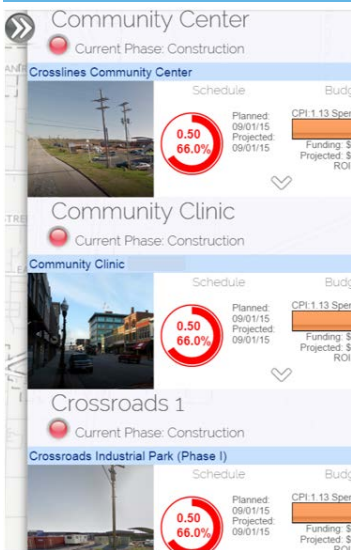 Community Center
Current Phase: Construction
Crosslines Community Center
Schedule
Planned:
09/01/15
Projected:
09/01/15
0.50
66.0%
CPI:1.13
Funding: $
Projected: $
ROI
Community Clinic
Current Phase: Construction
Community Clinic
Schedule
Planned:
09/01/15
Projected:
09/01/15
0.50
66.0%
CPI:1.13
Funding: $
Projected: $
ROI
Crossroads 1
Current Phase: Construction
Crossroads Industrial Park (Phase I)
Schedule
Planned:
09/01/15
Projected:
09/01/15
0.50
66.0%
CPI:1.13
Funding: $
Projected: $